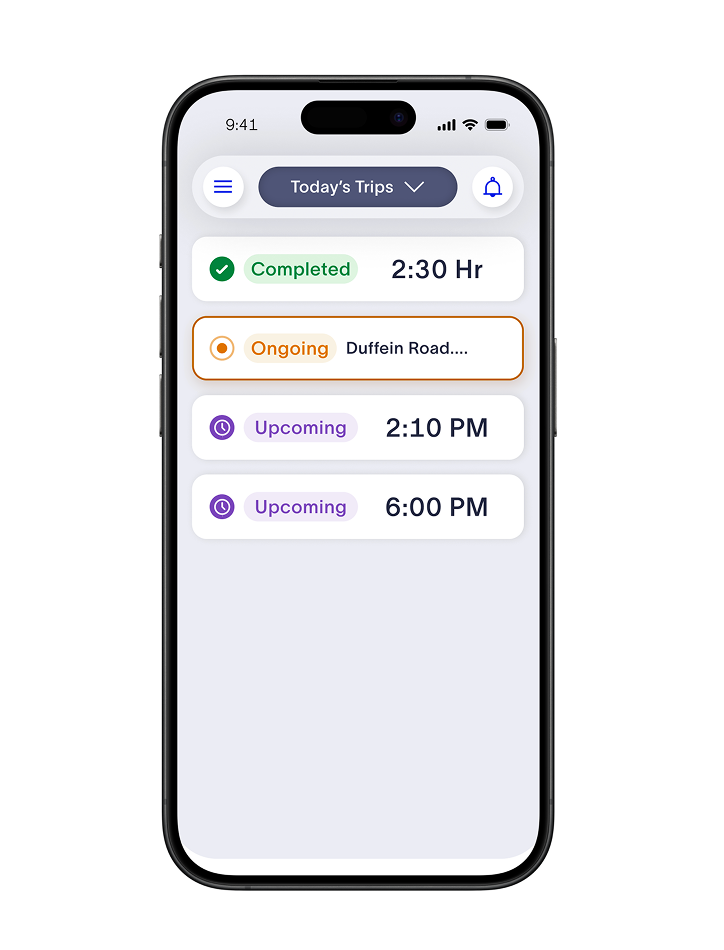 9:41
Today's Trips
Completed 2:30 Hr
Ongoing Duffein Road....
Upcoming 2:10 PM
Upcoming 6:00 PM